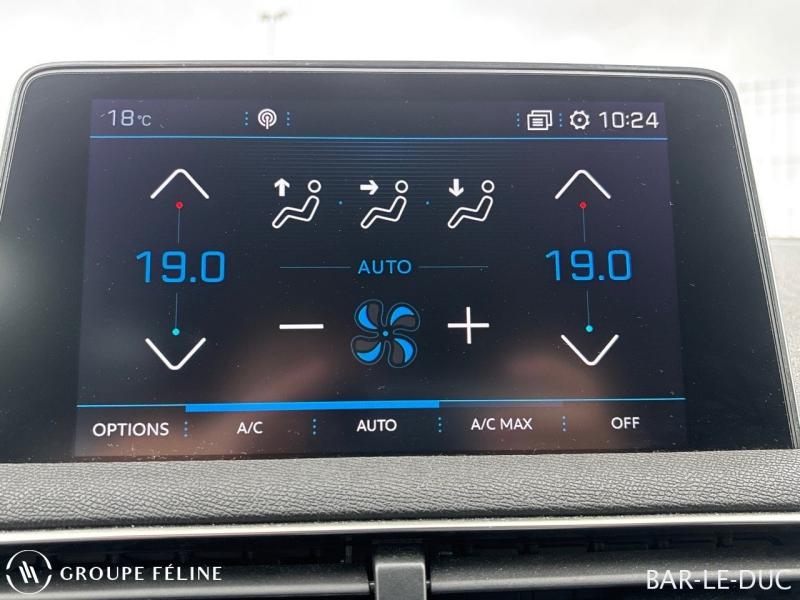 18°C 10:24
19.0 AUTO 19.0
OPTIONS A/C AUTO A/C MAX OFF
GROUPE FÉLINE BAR-LE-DUC